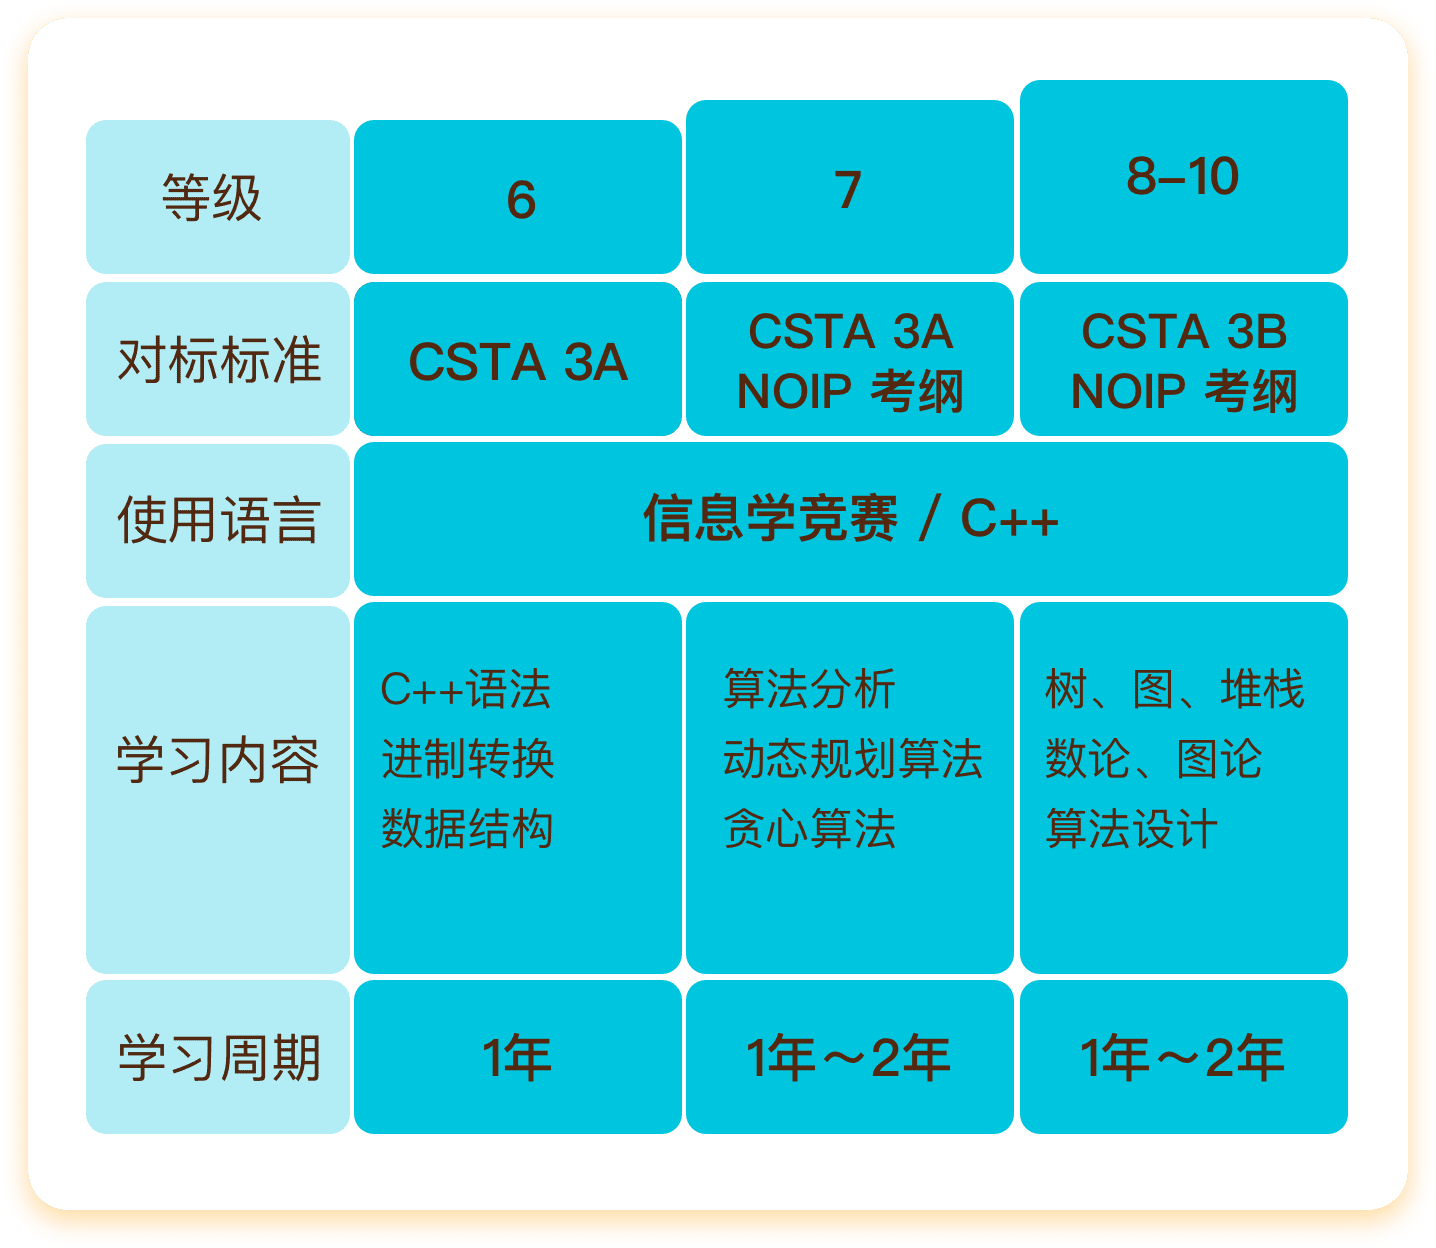 等级
6
7
8–10
对标标准
CSTA 3A
CSTA 3A
NOIP 考纲
CSTA 3B
NOIP 考纲
使用语言
信息学竞赛 / C++
学习内容
C++语法
进制转换
数据结构
算法分析
动态规划算法
贪心算法
树、图、堆栈
数论、图论
算法设计
学习周期
1年
1年～2年
1年～2年